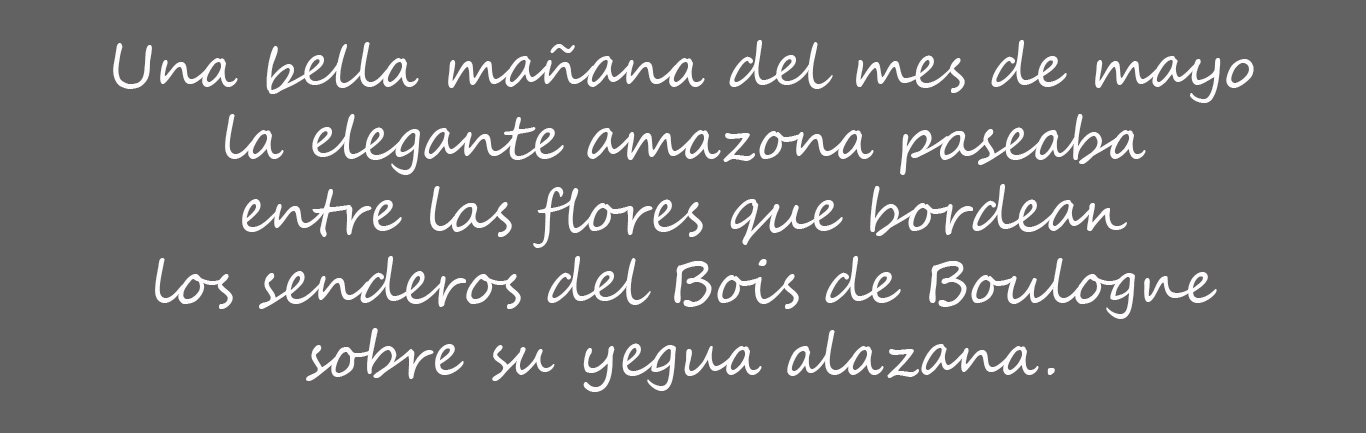 Una bella mañana del mes de mayo
la elegante amazona paseaba
entre las flores que bordean
los senderos del Bois de Boulogne
sobre su yegua alazana.